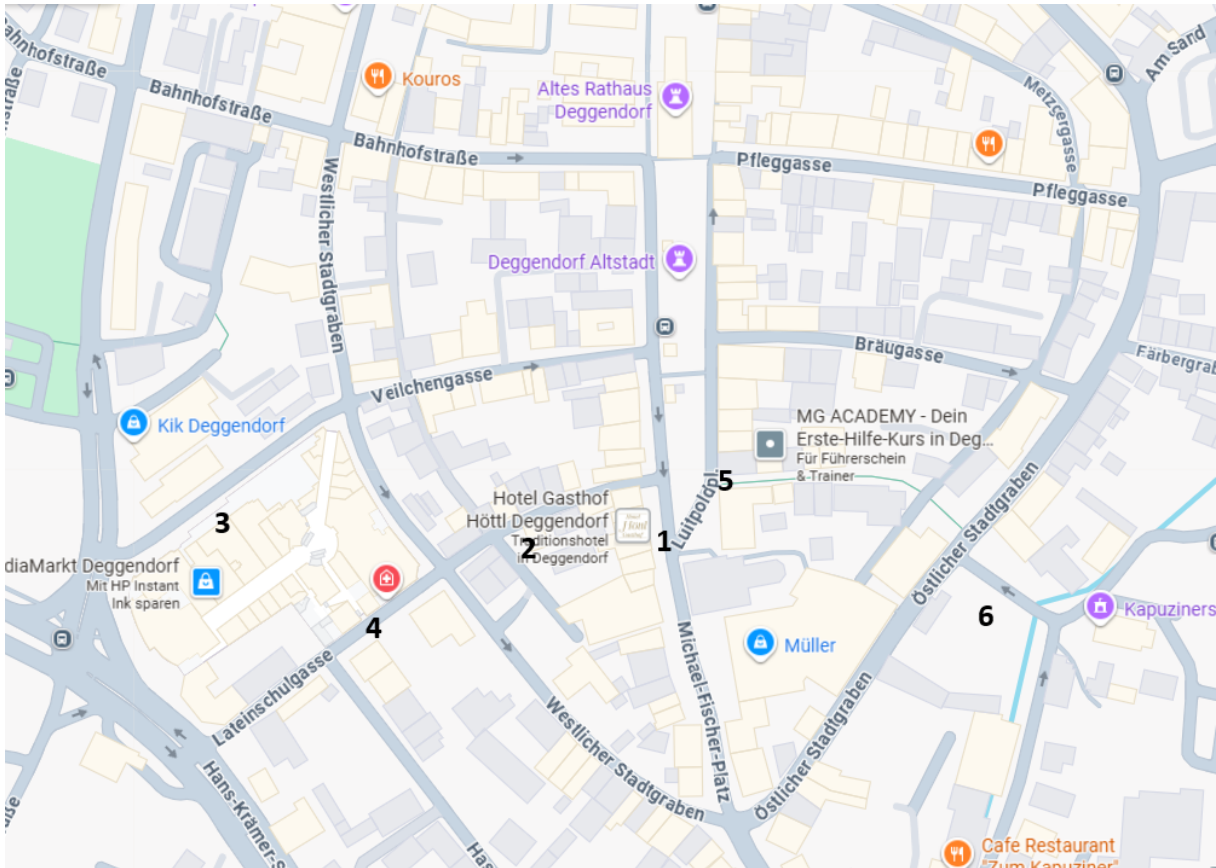 Bahnhofstraße
Am Sand
Kouros
Altes Rathaus
Deggendorf
Metzgergasse
Bahnhofstraße
Bahnhofstraße
Pfleggasse
Pfleggasse
Westlicher Stadtgraben
Deggendorf Altstadt
Bräugasse
Färbergrab
Veilchengasse
Kik Deggendorf
MG ACADEMY - Dein
Erste-Hilfe-Kurs in Deg...
Für Führerschein
& Trainer
5
Luitpoldpl.
Hotel Gasthof
Höttl Deggendorf
Traditionshotel
in Deggendorf
1
2
3
diaMarkt Deggendorf
Mit HP Instant
Ink sparen
4
Östlicher Stadtgraben
6
Kapuziners
Müller
Lateinschulgasse
Michael-Fischer-Platz
Westlicher Stadtgraben
Östlicher Stadtgraben
Hans-Krämer-S
Has
Cafe Restaurant
"Zum Kapuziner"